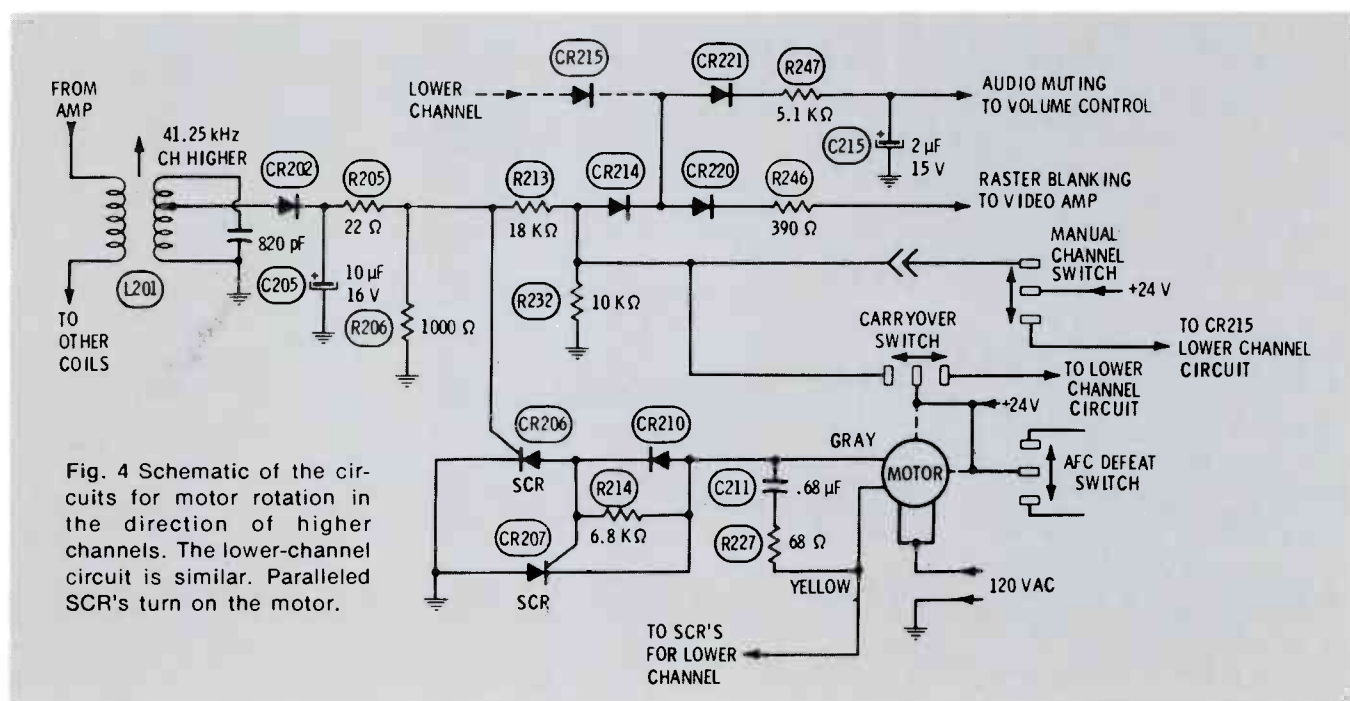 CR215
CR221
R247
FROM
AMP
LOWER
CHANNEL
AUDIO MUTING
TO VOLUME CONTROL
41.25 kHz
CH HIGHER
5.1 KΩ
C215
+
2 µF
15 V
CR202
R205
R213
CR214
CR220
R246
RASTER BLANKING
TO VIDEO AMP
22 Ω
18 KΩ
390 Ω
820 pF
MANUAL
CHANNEL
SWITCH
L201
C205
+
10 µF
16 V
R232
10 KΩ
+24 V
R206
1000 Ω
TO
OTHER
COILS
CARRYOVER
SWITCH
TO CR215
LOWER CHANNEL
CIRCUIT
TO LOWER
CHANNEL
CIRCUIT
+24V
CR206
CR210
GRAY
SCR
MOTOR
AFC DEFEAT
SWITCH
C211
.68 µF
R214
6.8 KΩ
CR207
R227
68 Ω
SCR
YELLOW
120 VAC
TO SCR'S
FOR LOWER
CHANNEL
Fig. 4 Schematic of the cir-
cuits for motor rotation in
the direction of higher
channels. The lower-channel
circuit is similar. Paralleled
SCR's turn on the motor.